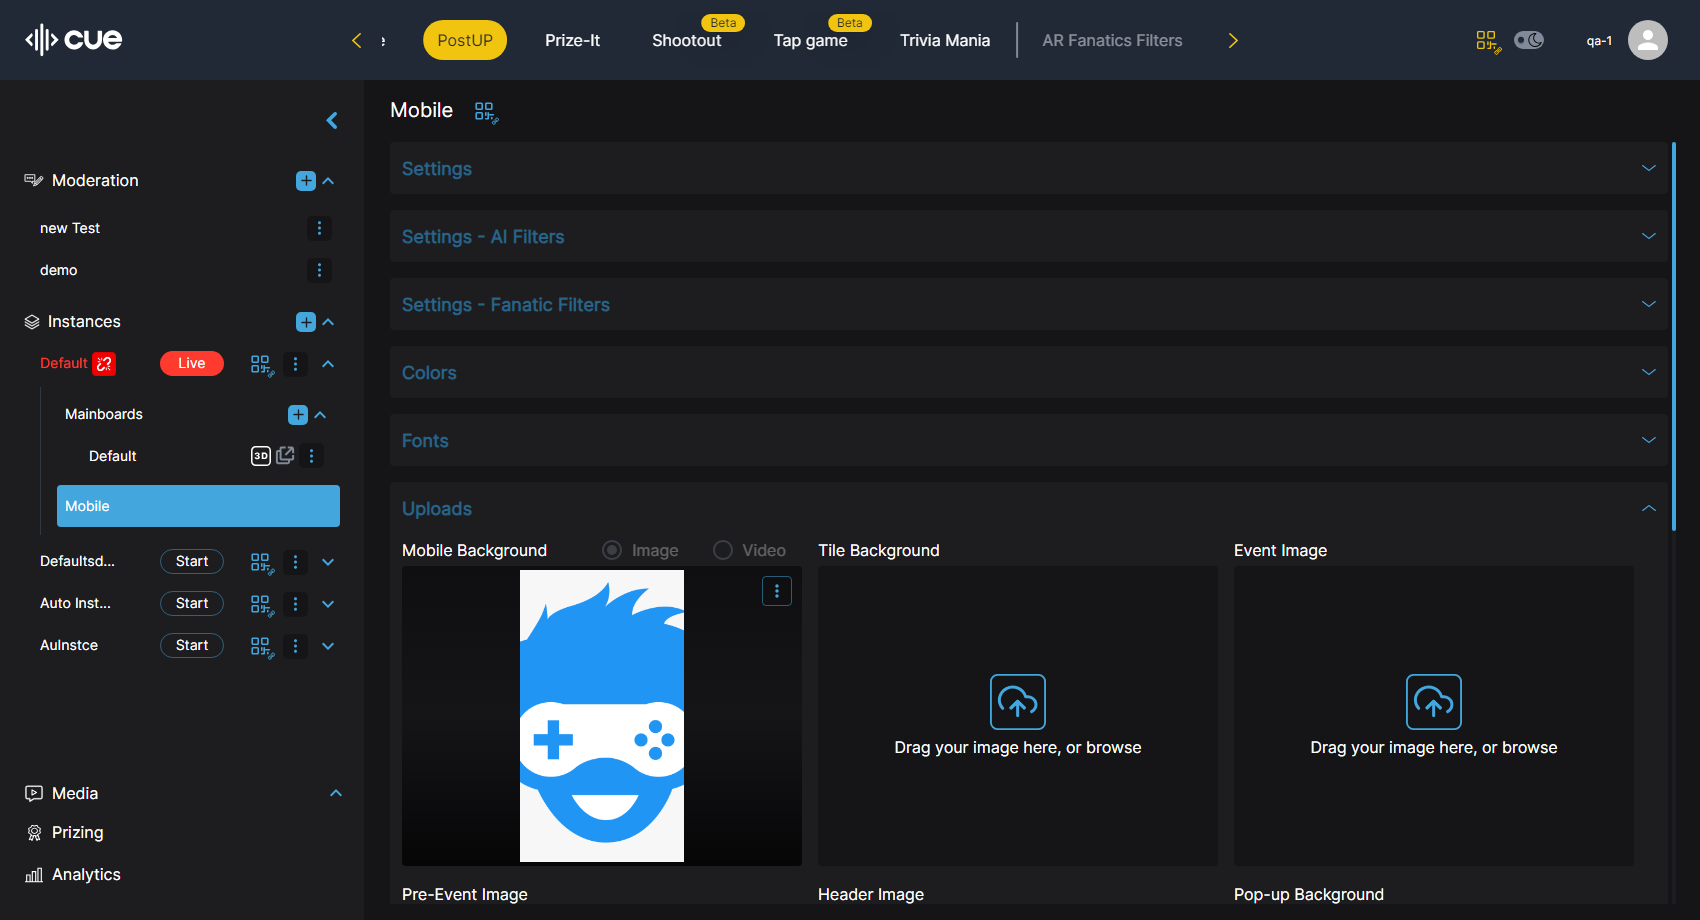 cue
e
PostUP
Prize-It
Shootout
Beta
Tap game
Beta
Trivia Mania
AR Fanatics Filters
qa-1
Moderation
new Test
demo
Instances
Default
Live
Mainboards
Default
3D
Mobile
Defaultsd...
Start
Auto Inst...
Start
AuInstce
Start
Media
Prizing
Analytics
Mobile
Settings
Settings - AI Filters
Settings - Fanatic Filters
Colors
Fonts
Uploads
Mobile Background
Image
Video
Tile Background
Event Image
Drag your image here, or browse
Drag your image here, or browse
Pre-Event Image
Header Image
Pop-up Background